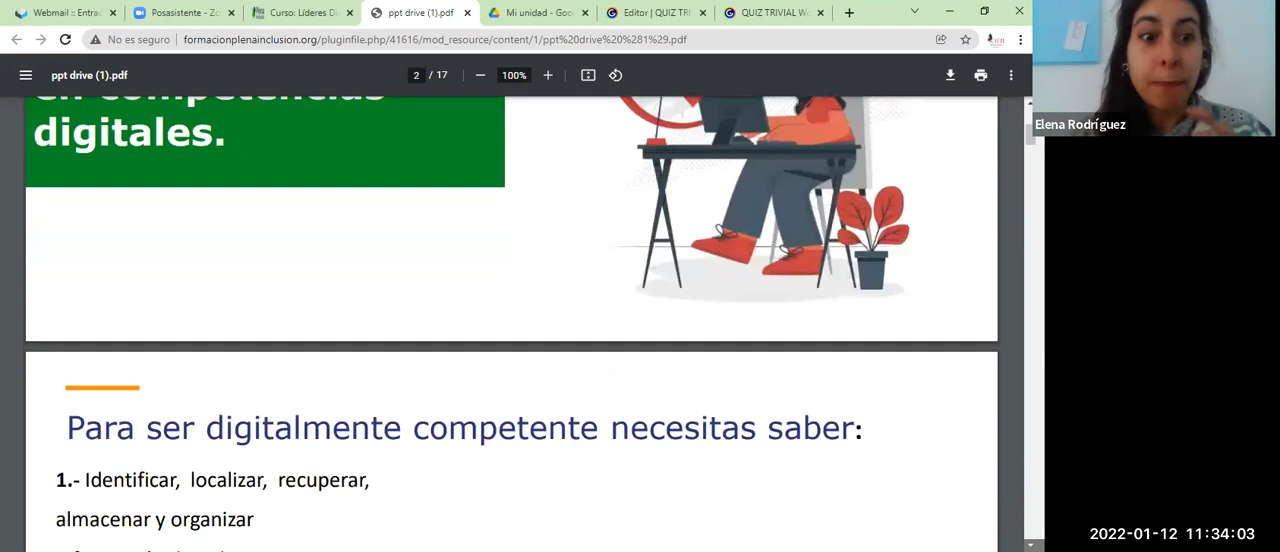 Webmail :: Entrad
Posasistente - Zo
Curso: Líderes Di
ppt drive (1).pdf
Mi unidad - Goo
Editor | QUIZ TRI
QUIZ TRIVIAL W
No es seguro | formacionplenainclusion.org/pluginfile.php/41616/mod_resource/content/1/ppt%20drive%20%281%29.pdf
ppt drive (1).pdf
2 / 17
100%
Elena Rodríguez
en competencias
digitales.
Para ser digitalmente competente necesitas saber:
1.- Identificar, localizar, recuperar,
almacenar y organizar
2022-01-12 11:34:03